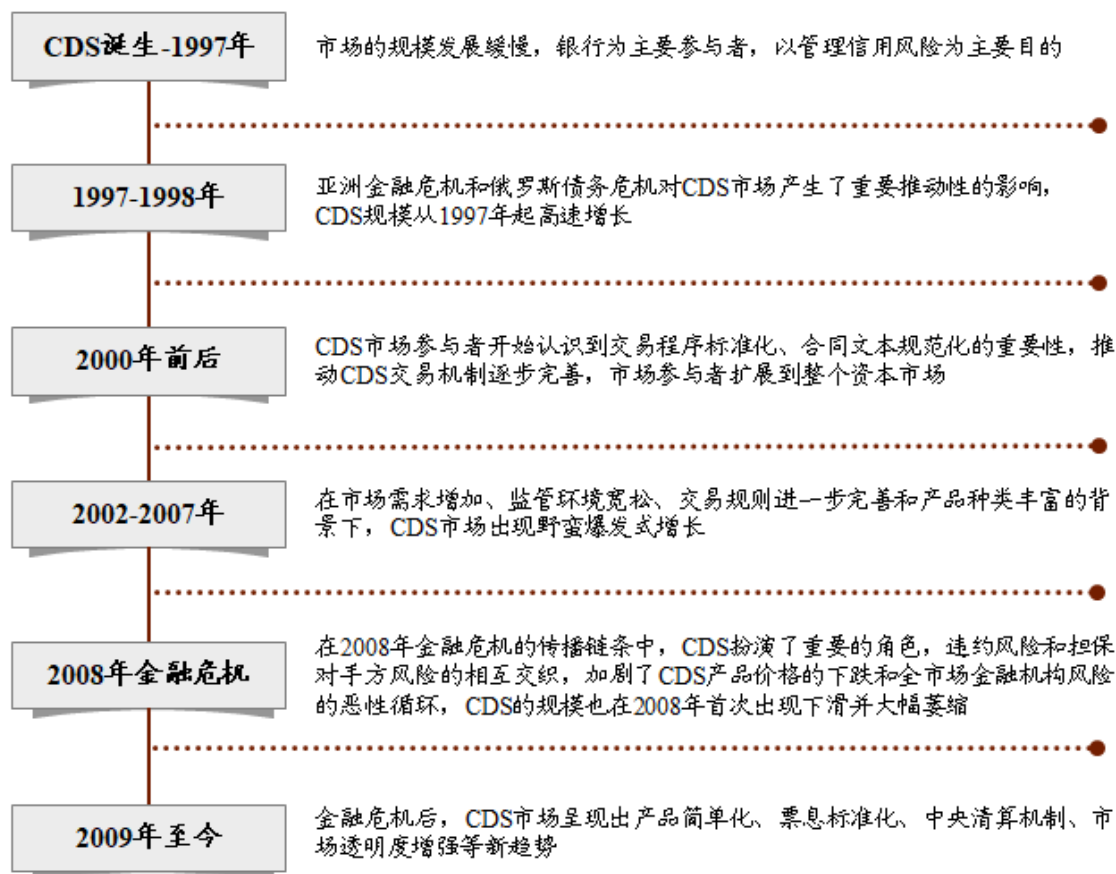 CDS诞生-1997年
市场的规模发展缓慢，银行为主要参与者，以管理信用风险为主要目的
1997-1998年
亚洲金融危机和俄罗斯债务危机对CDS市场产生了重要推动性的影响，
CDS规模从1997年起高速增长
2000年前后
CDS市场参与者开始认识到交易程序标准化、合同文本规范化的重要性，推
动CDS交易机制逐步完善，市场参与者扩展到整个资本市场
2002-2007年
在市场需求增加、监管环境宽松、交易规则进一步完善和产品种类丰富的背
景下，CDS市场出现野蛮爆发式增长
2008年金融危机
在2008年金融危机的传播链条中，CDS扮演了重要的角色，违约风险和担保
对手方风险的相互交织，加剧了CDS产品价格的下跌和全市场金融机构风险
的恶性循环，CDS的规模也在2008年首次出现下滑并大幅萎缩
2009年至今
金融危机后，CDS市场呈现出产品简单化、票息标准化、中央清算机制、市
场透明度增强等新趋势